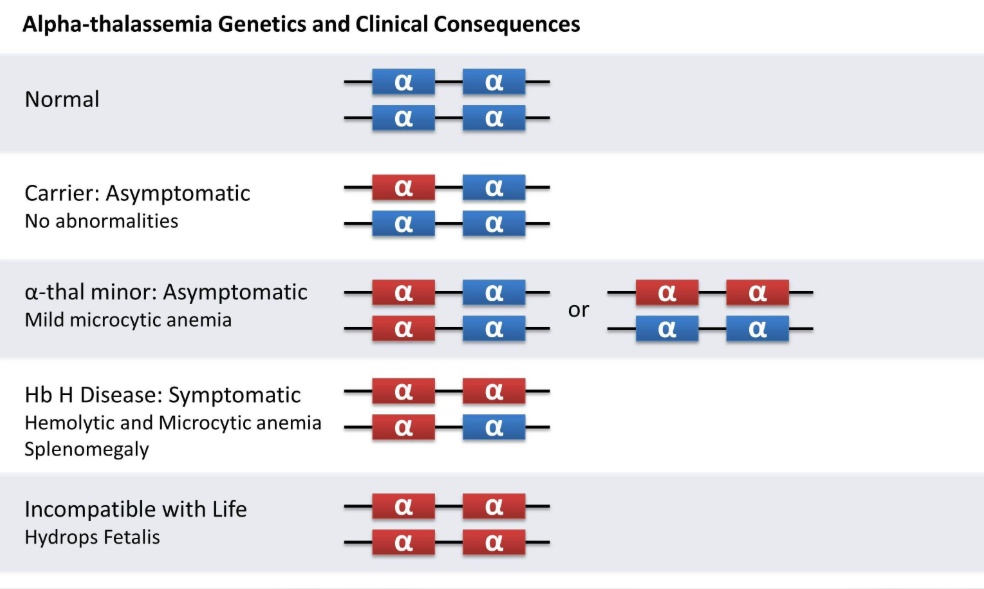 Alpha-thalassemia Genetics and Clinical Consequences
Normal
α α
α α
Carrier: Asymptomatic
No abnormalities
α α
α α
α-thal minor: Asymptomatic
Mild microcytic anemia
α α or α α
α α α α
Hb H Disease: Symptomatic
Hemolytic and Microcytic anemia
Splenomegaly
α α
α α
Incompatible with Life
Hydrops Fetalis
α α
α α